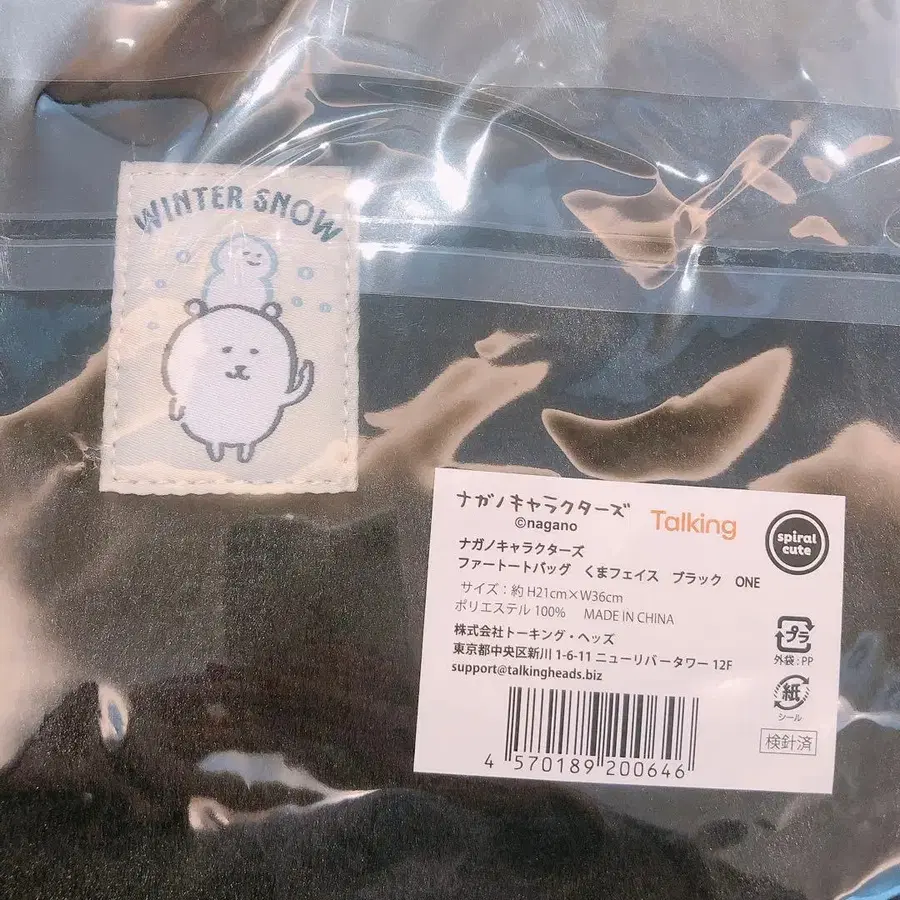 WINTER SNOW
ナガノキャラクターズ
©nagano
Talking
spiral
cute
ナガノキャラクターズ
ファートートバッグ くまフェイス ブラック ONE
サイズ：約 H21cm×W36cm
ポリエステル 100% MADE IN CHINA
株式会社トーキング・ヘッズ
東京都中央区新川 1-6-11 ニューリバータワー 12F
support@talkingheads.biz
プラ
外袋：PP
紙
シール
検針済
4 570189 200646